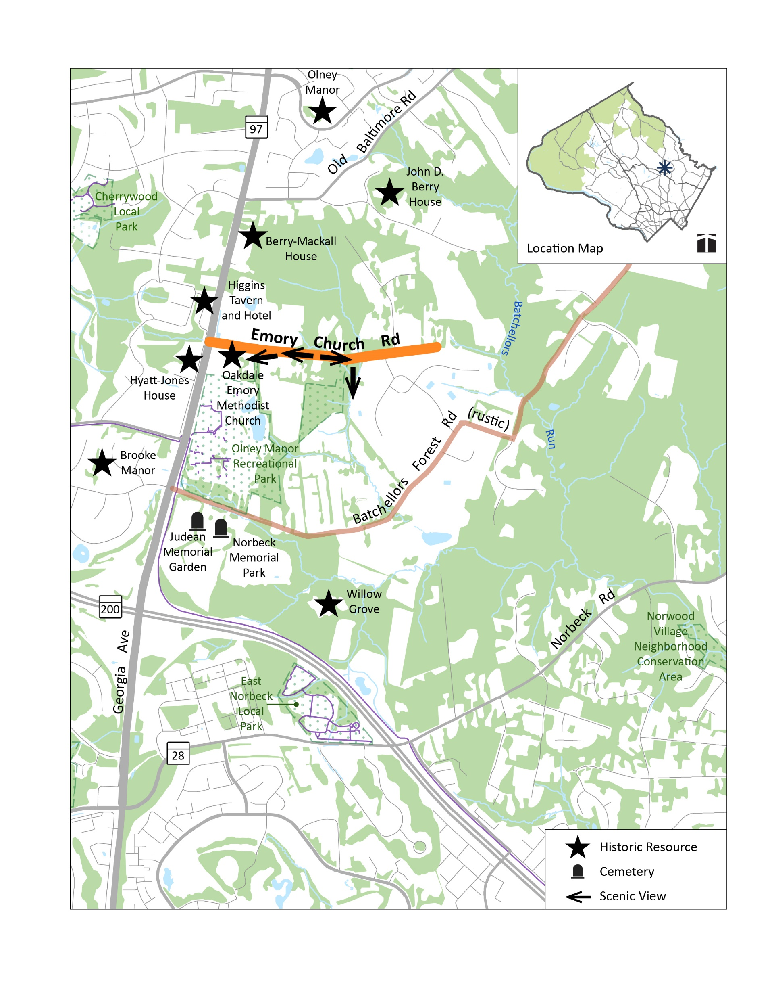 Olney
Manor
97
Old Baltimore Rd
John D.
Berry
House
Cherrywood
Local
Park
Berry-Mackall
House
Location Map
Higgins
Tavern
and Hotel
Batchellors
Run
Emory Church Rd
Hyatt-Jones
House
Oakdale
Emory
Methodist
Church
Batchellors Forest Rd (rustic)
Brooke
Manor
Olney Manor
Recreational
Park
Judean
Memorial
Garden
Norbeck
Memorial
Park
Willow
Grove
200
Georgia Ave
Norbeck Rd
Norwood
Village
Neighborhood
Conservation
Area
East
Norbeck
Local
Park
28
Historic Resource
Cemetery
Scenic View